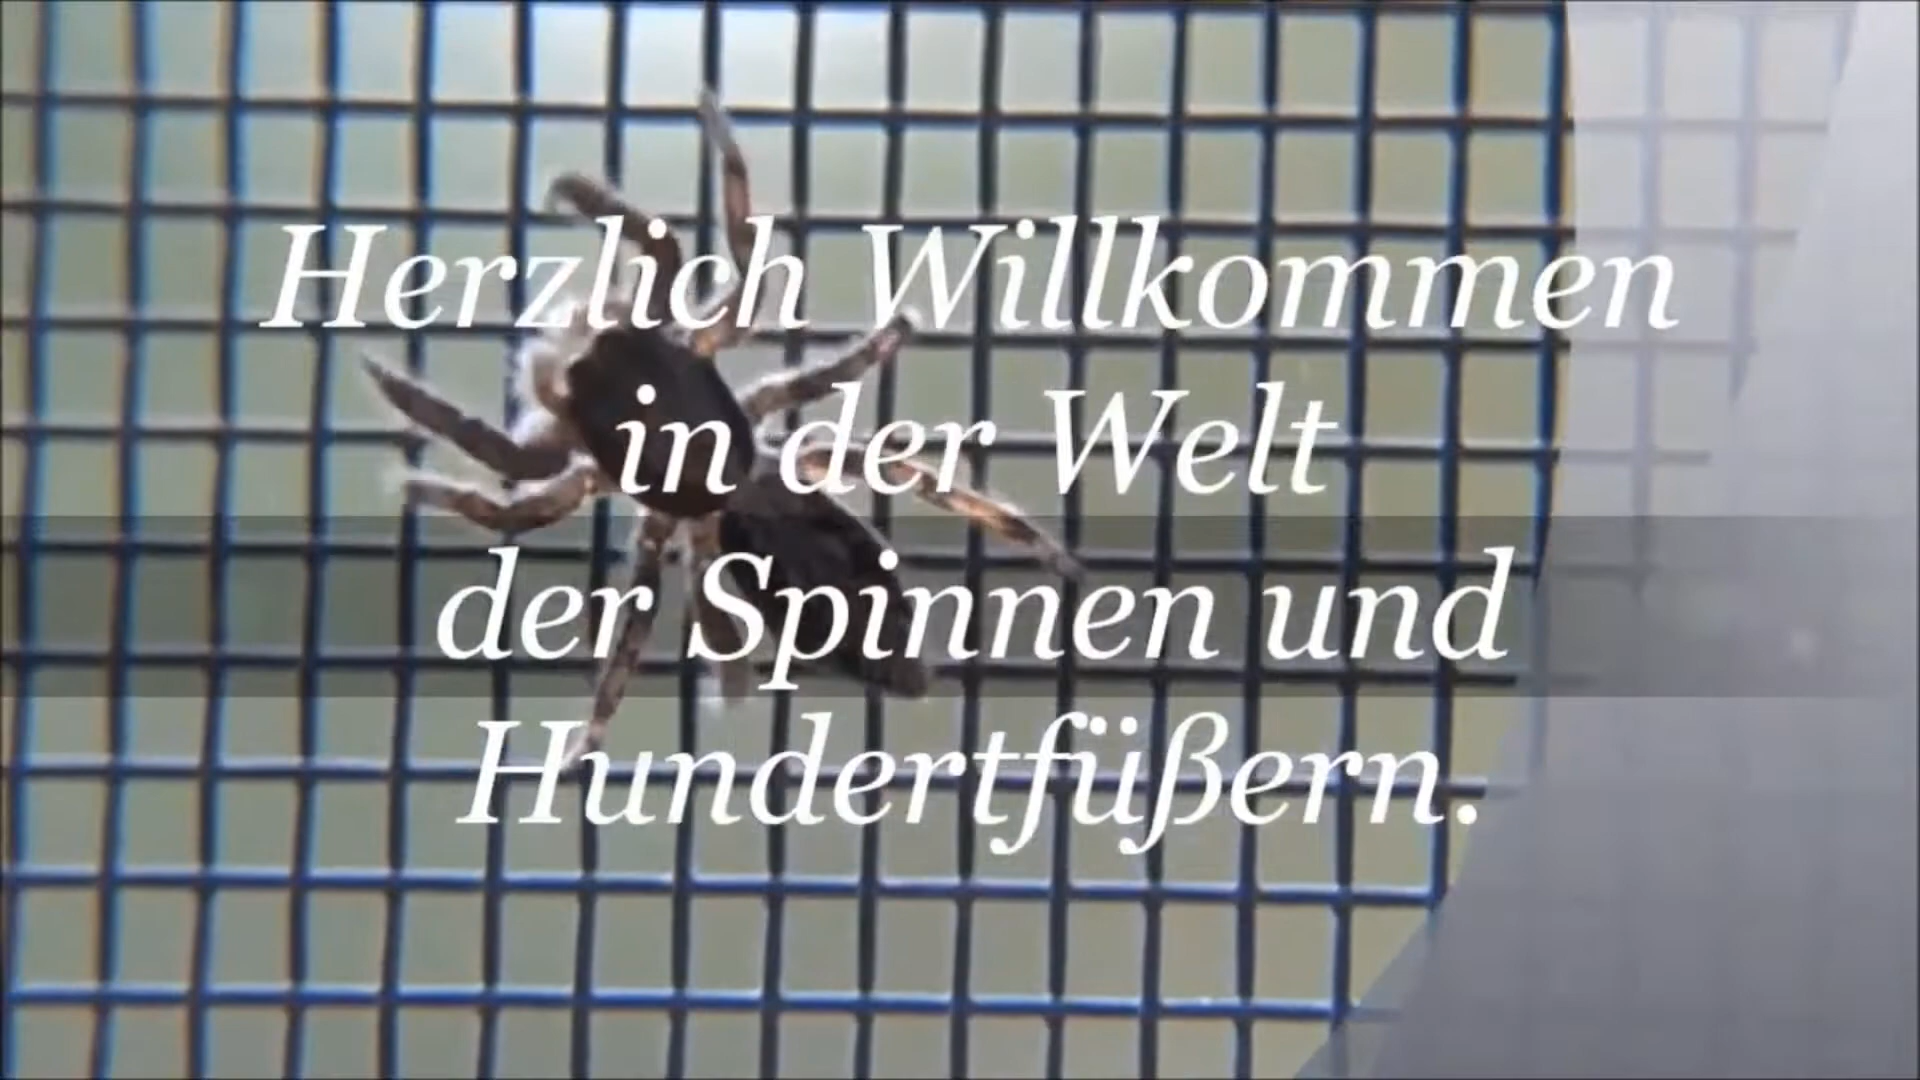 Herzlich Willkommen
in der Welt
der Spinnen und
Hundertfüßern.